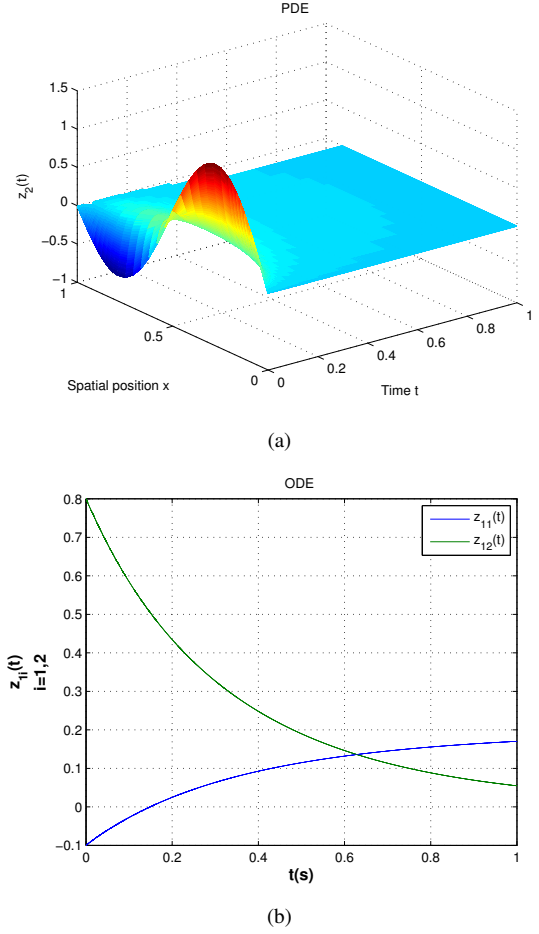 PDE
1.5
1
0.5
0
−0.5
−1
z2(t)
1
0.5
0
Spatial position x
0
0.2
0.4
0.6
0.8
1
Time t
(a)
ODE
0.8
0.7
0.6
0.5
0.4
0.3
0.2
0.1
0
−0.1
z1i(t)
i=1,2
z11(t)
z12(t)
0
0.2
0.4
0.6
0.8
1
t(s)
(b)